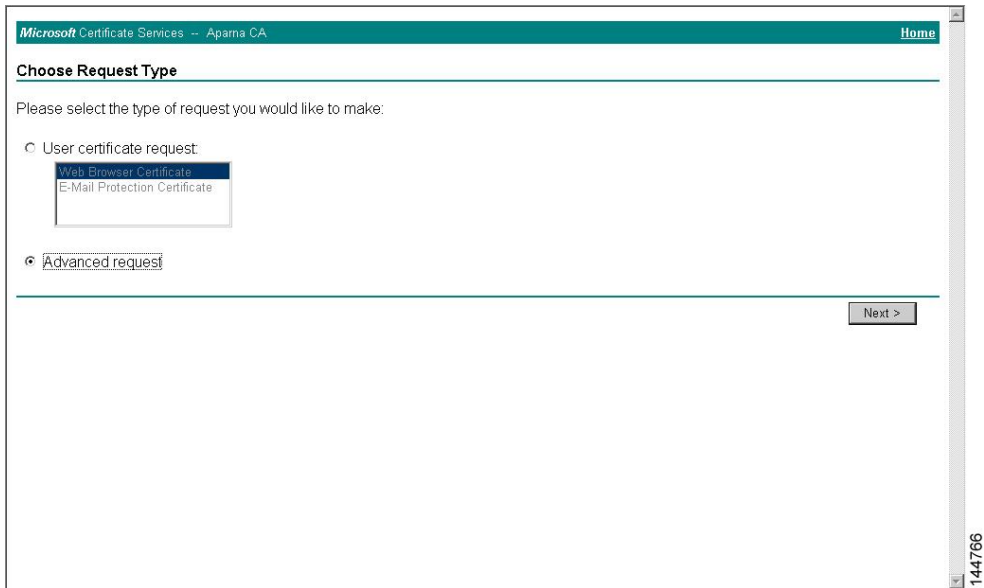 Microsoft Certificate Services -- Aparna CA Home
Choose Request Type
Please select the type of request you would like to make:
User certificate request:
Web Browser Certificate
E-Mail Protection Certificate
Advanced request
Next >
144766